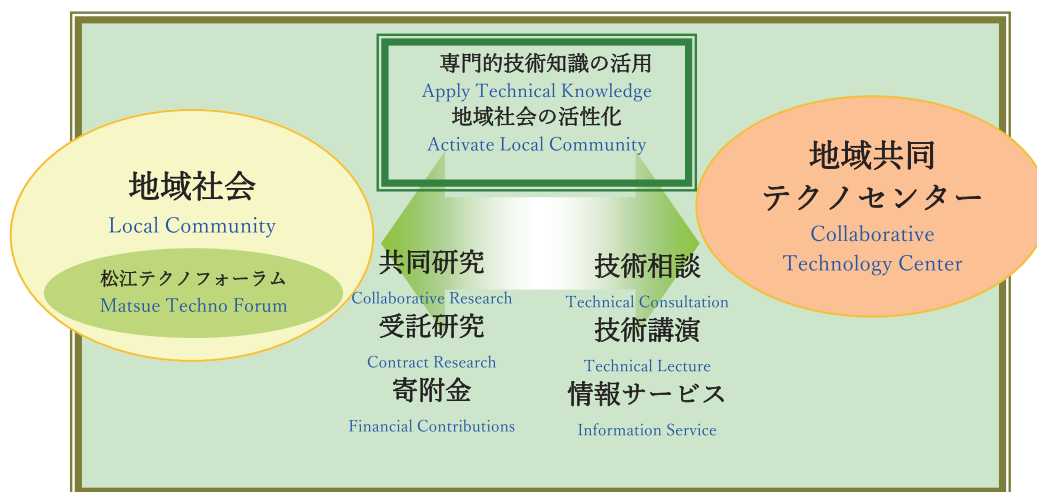 専門的技術知識の活用
Apply Technical Knowledge
地域社会の活性化
Activate Local Community
地域社会
Local Community
松江テクノフォーラム
Matsue Techno Forum
地域共同
テクノセンター
Collaborative
Technology Center
共同研究
Collaborative Research
受託研究
Contract Research
寄附金
Financial Contributions
技術相談
Technical Consultation
技術講演
Technical Lecture
情報サービス
Information Service